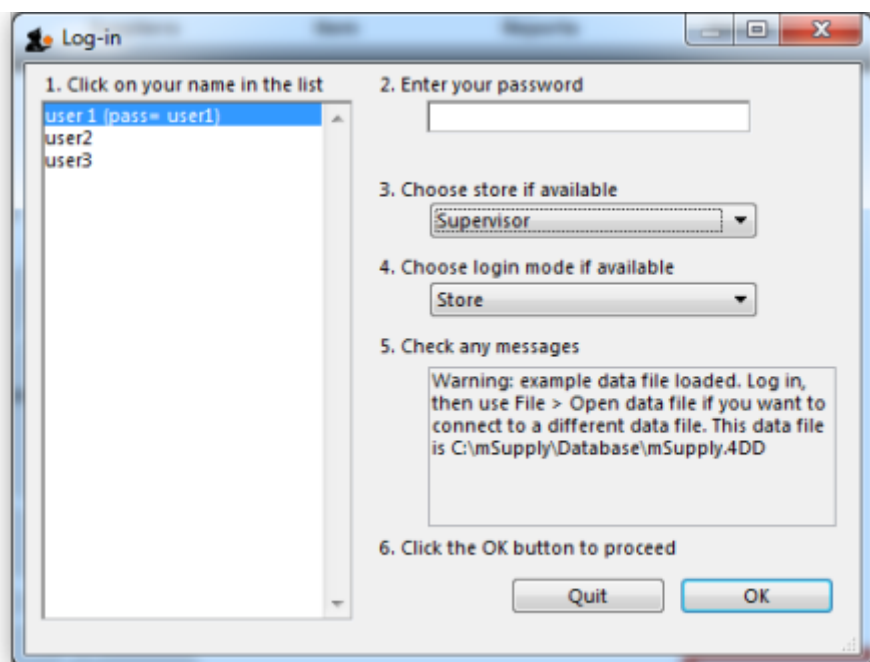 Log-in
1. Click on your name in the list
user 1 (pass= user1)
user2
user3
2. Enter your password
3. Choose store if available
Supervisor
4. Choose login mode if available
Store
5. Check any messages
Warning: example data file loaded. Log in,
then use File > Open data file if you want to
connect to a different data file. This data file
is C:\mSupply\Database\mSupply.4DD
6. Click the OK button to proceed
Quit
OK